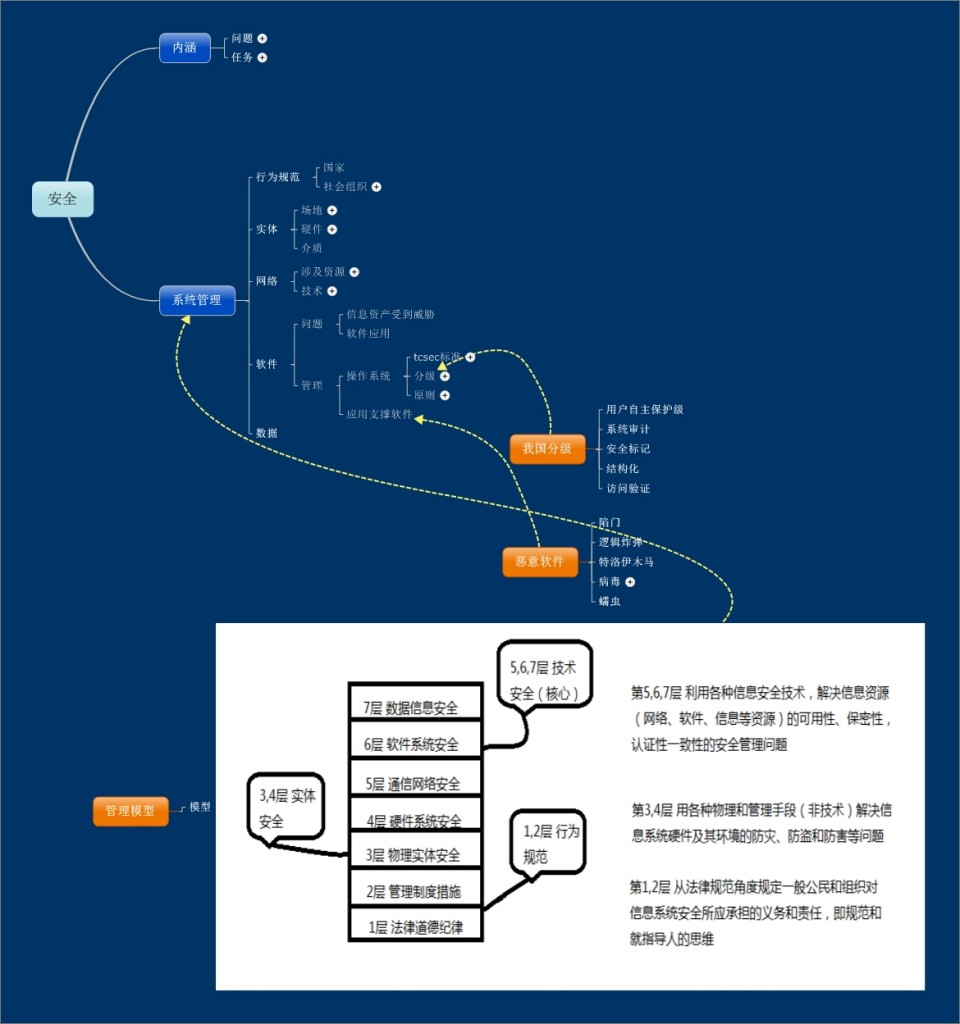 内涵
问题
任务
安全
系统管理
行为规范
国家
社会组织
实体
场地
硬件
介质
网络
涉及资源
技术
软件
问题
信息资产受到威胁
软件应用
管理
操作系统
tcsec标准
分级
原则
应用支撑软件
数据
我国分级
用户自主保护级
系统审计
安全标记
结构化
访问验证
恶意软件
陷门
逻辑炸弹
特洛伊木马
病毒
蠕虫
管理模型
模型
3,4层 实体
安全
7层 数据信息安全
6层 软件系统安全
5层 通信网络安全
4层 硬件系统安全
3层 物理实体安全
2层 管理制度措施
1层 法律道德纪律
5,6,7层 技术
安全（核心）
1,2层 行为
规范
第5,6,7层 利用各种信息安全技术，解决信息资源
（网络、软件、信息等资源）的可用性、保密性，
认证性一致性的安全管理问题
第3,4层 用各种物理和管理手段（非技术）解决信
息系统硬件及其环境的防灾、防盗和防害等问题
第1,2层 从法律规范角度规定一般公民和组织对
信息系统安全所应承担的义务和责任，即规范和
就指导人的思维